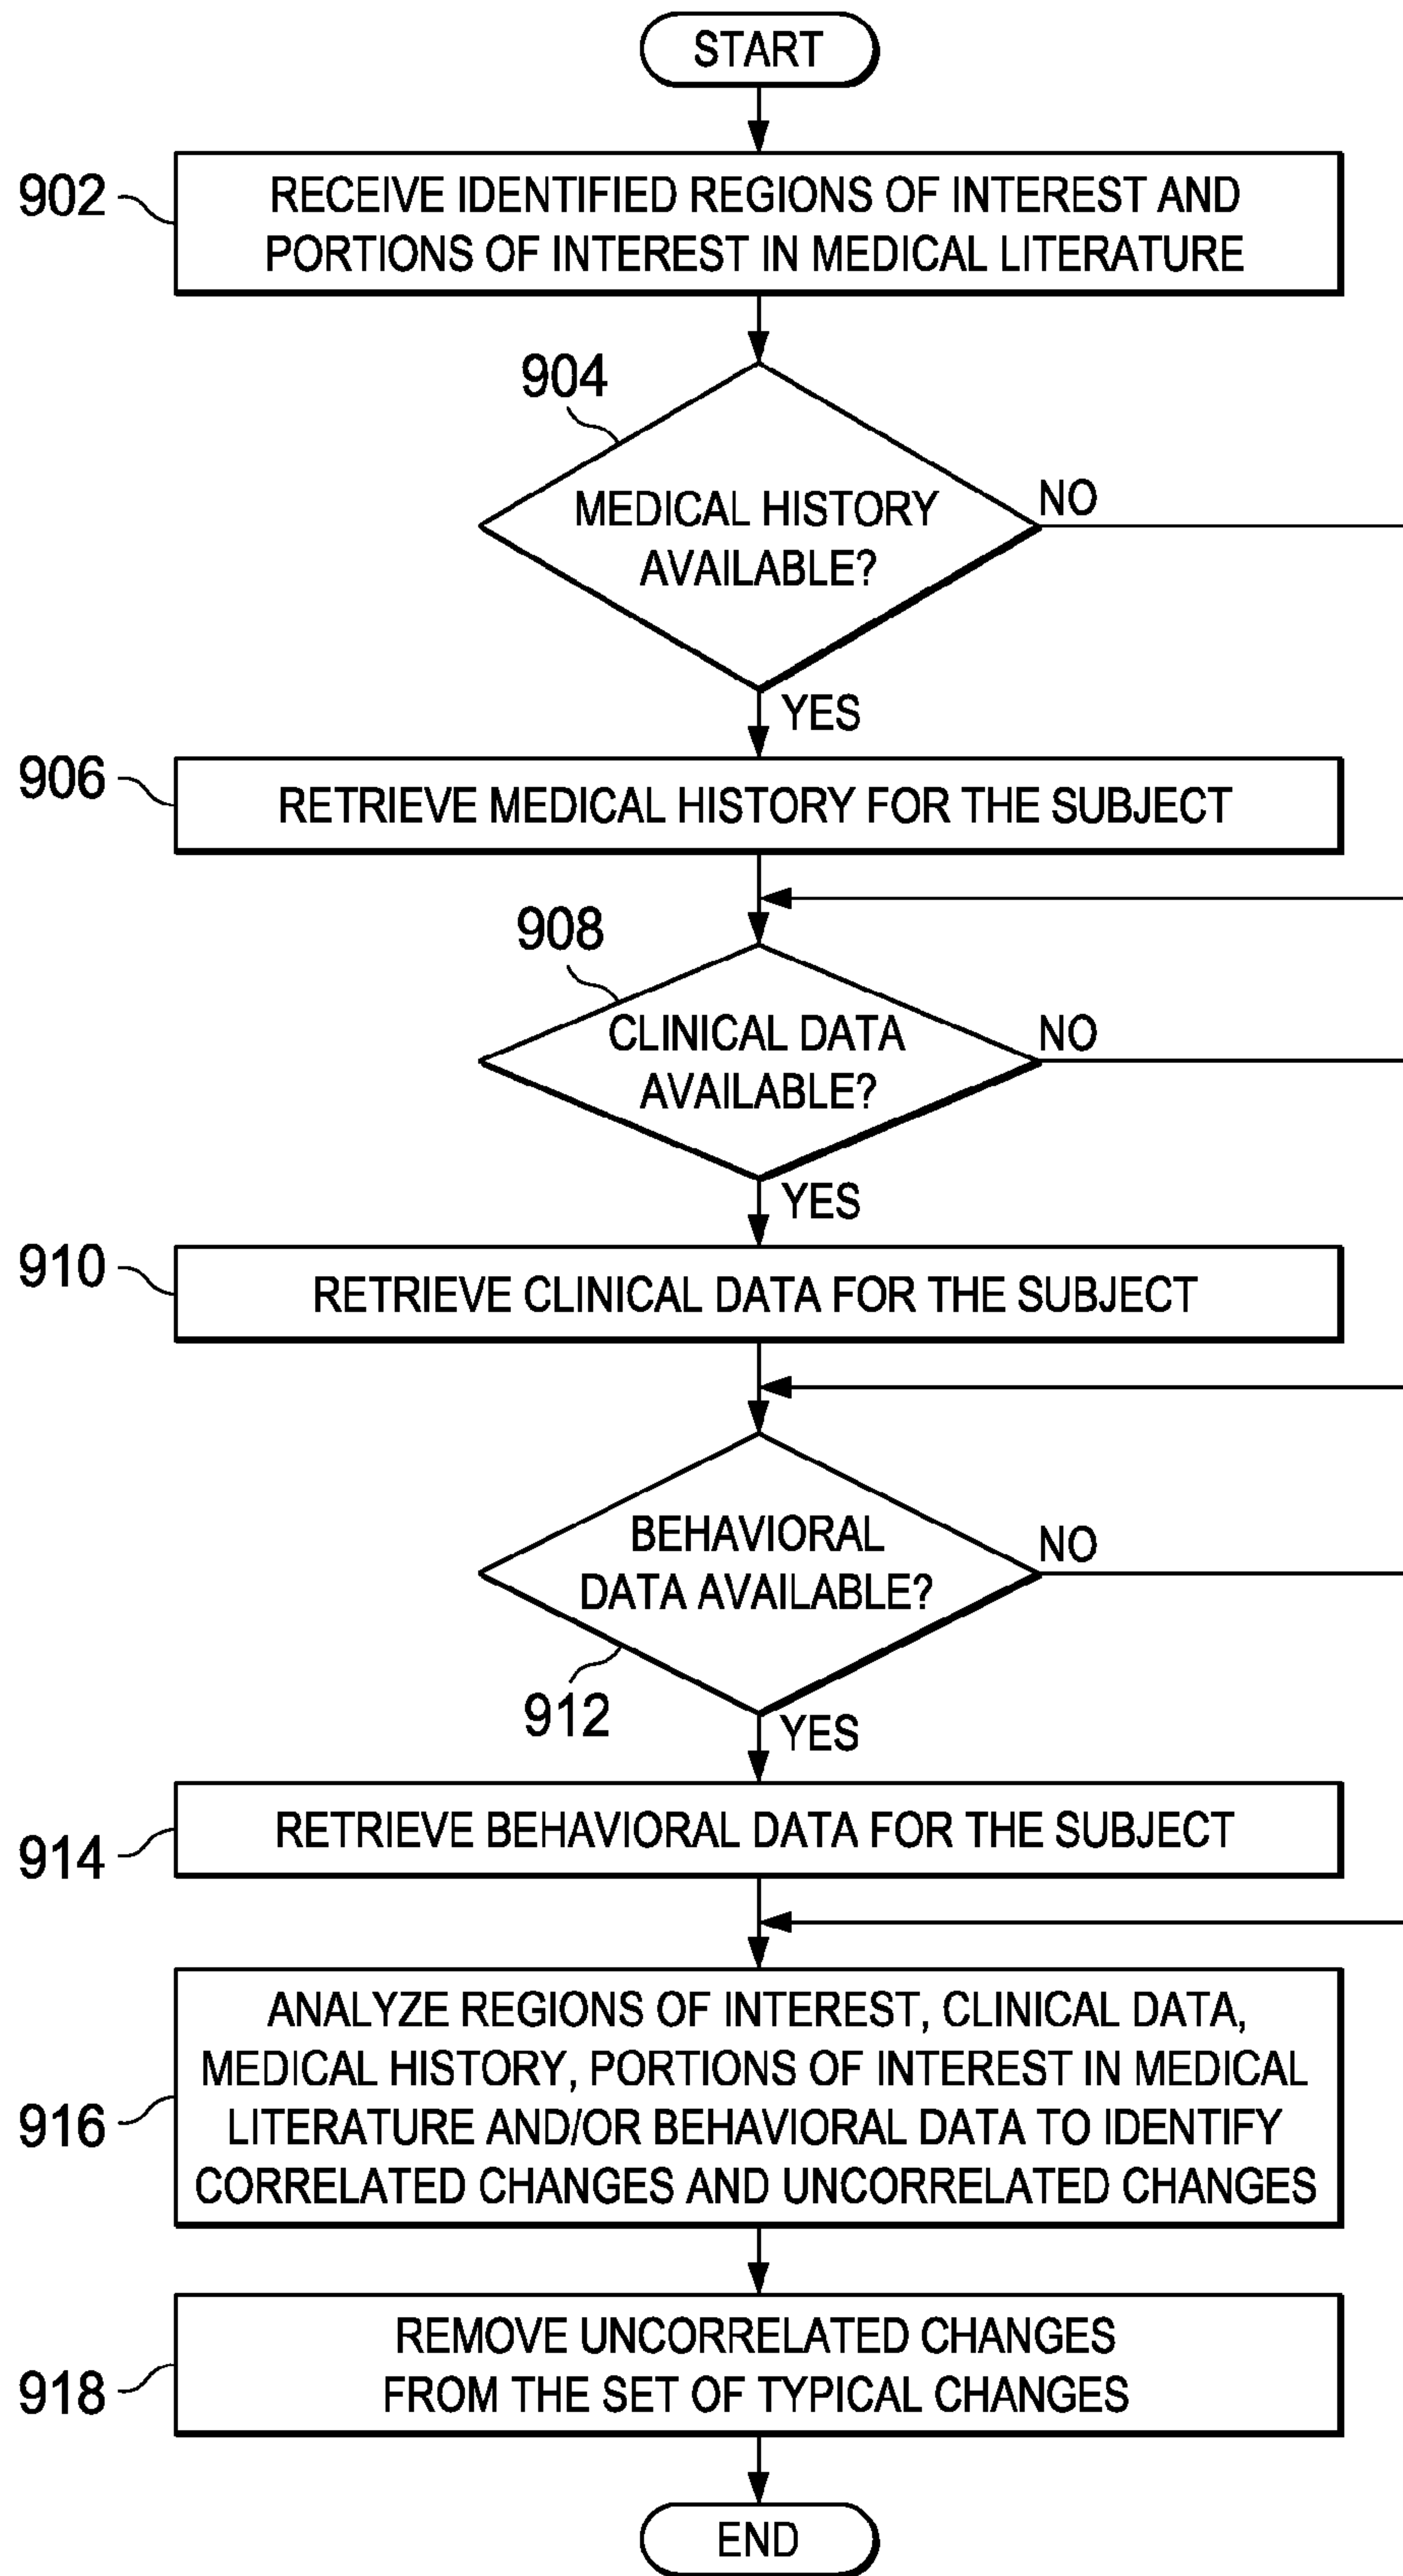 START
902
RECEIVE IDENTIFIED REGIONS OF INTEREST AND
PORTIONS OF INTEREST IN MEDICAL LITERATURE
904
MEDICAL HISTORY
AVAILABLE?
NO
YES
906
RETRIEVE MEDICAL HISTORY FOR THE SUBJECT
908
CLINICAL DATA
AVAILABLE?
NO
YES
910
RETRIEVE CLINICAL DATA FOR THE SUBJECT
BEHAVIORAL
DATA AVAILABLE?
NO
912
YES
914
RETRIEVE BEHAVIORAL DATA FOR THE SUBJECT
916
ANALYZE REGIONS OF INTEREST, CLINICAL DATA,
MEDICAL HISTORY, PORTIONS OF INTEREST IN MEDICAL
LITERATURE AND/OR BEHAVIORAL DATA TO IDENTIFY
CORRELATED CHANGES AND UNCORRELATED CHANGES
918
REMOVE UNCORRELATED CHANGES
FROM THE SET OF TYPICAL CHANGES
END